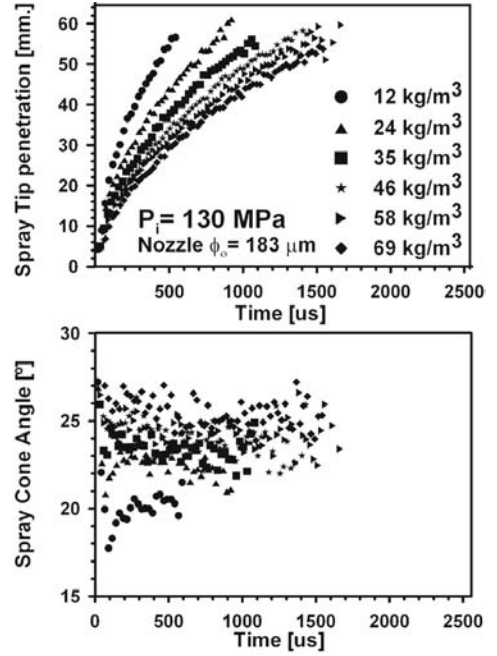 Spray Tip penetration [mm.]
60
50
40
30
20
10
0
12 kg/m³
24 kg/m³
35 kg/m³
46 kg/m³
58 kg/m³
69 kg/m³
Pᵢ= 130 MPa
Nozzle ϕₒ= 183 μm
500 1000 1500 2000 2500
Time [us]
Spray Cone Angle [º]
30
25
20
15
0 500 1000 1500 2000 2500
Time [us]